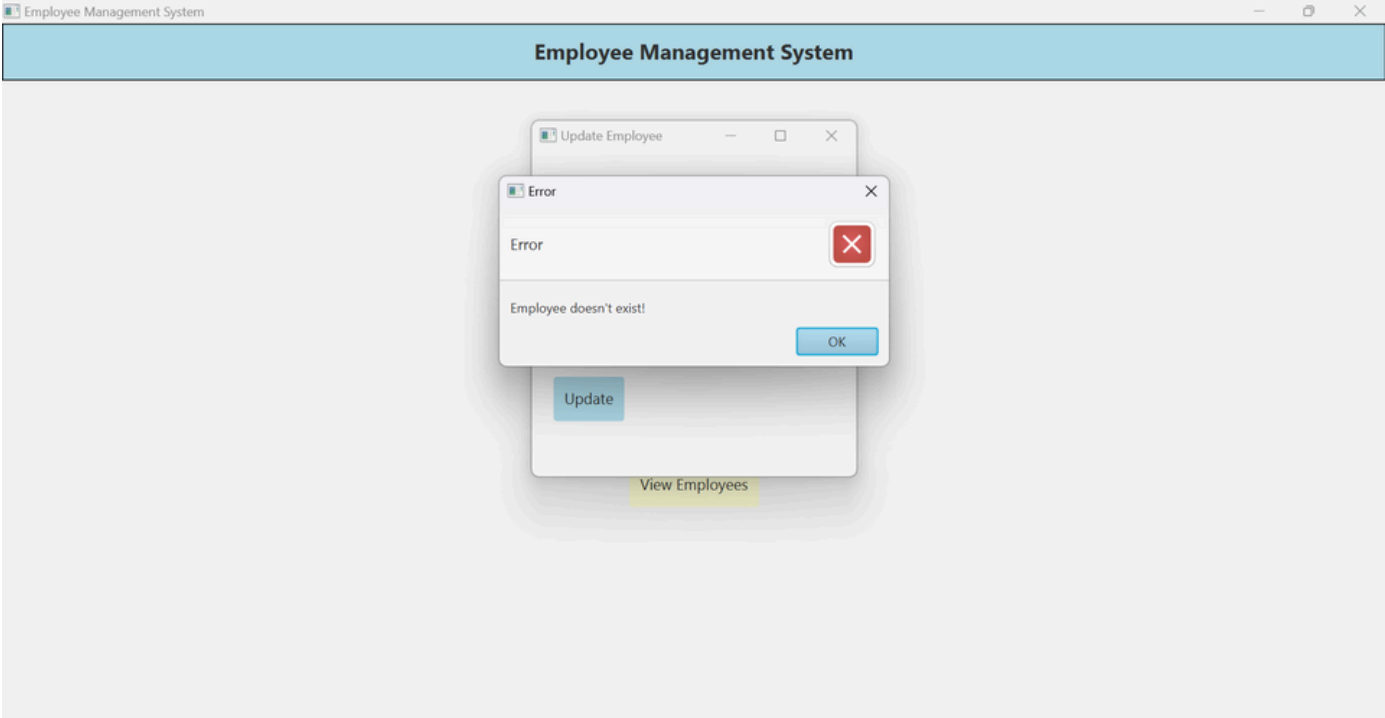 Employee Management System
Employee Management System
Update Employee
Error
Error
Employee doesn't exist!
OK
Update
View Employees